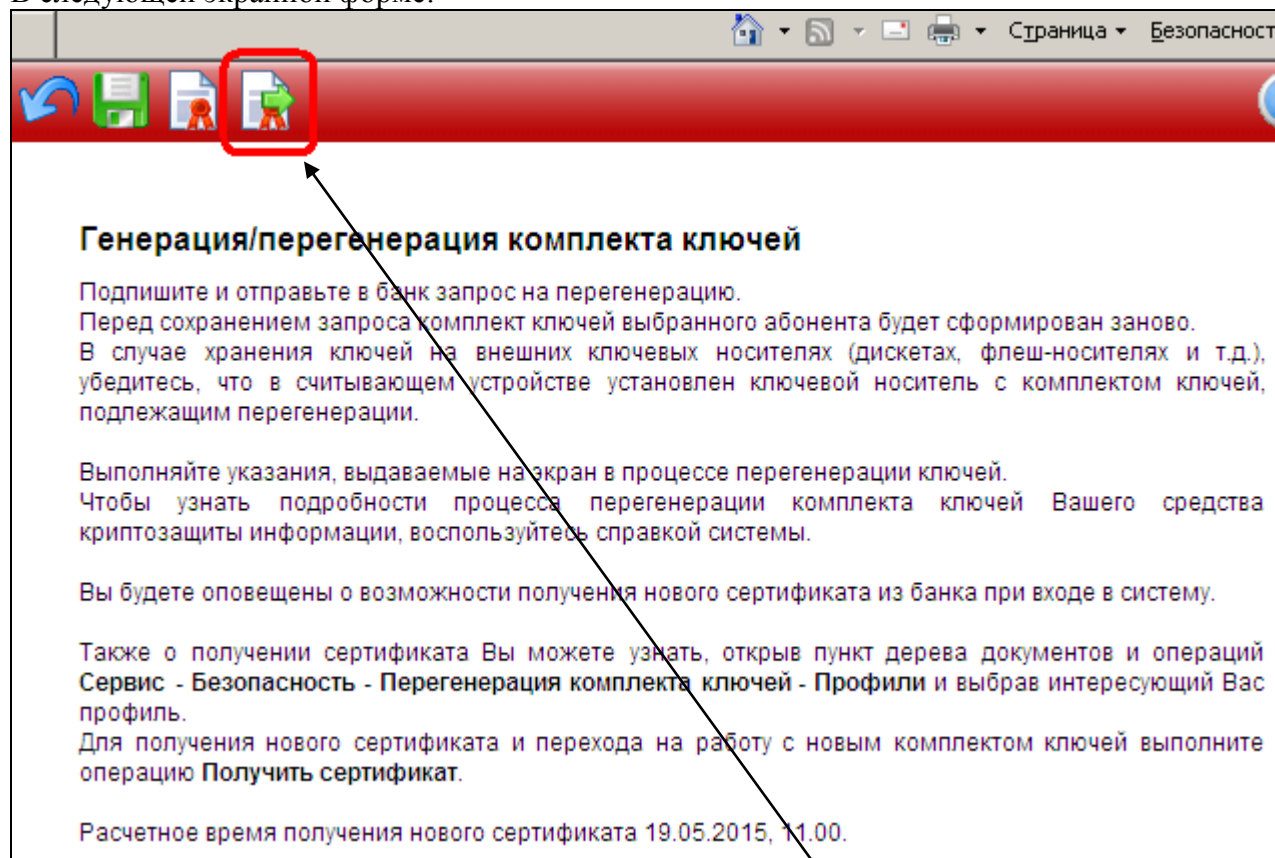 В следующей экранной форме:
Страница Безопасност
Генерация/перегенерация комплекта ключей
Подпишите и отправьте в банк запрос на перегенерацию.
Перед сохранением запроса комплект ключей выбранного абонента будет сформирован заново.
В случае хранения ключей на внешних ключевых носителях (дискетах, флеш-носителях и т.д.),
убедитесь, что в считывающем устройстве установлен ключевой носитель с комплектом ключей,
подлежащим перегенерации.
Выполняйте указания, выдаваемые на экран в процессе перегенерации ключей.
Чтобы узнать подробности процесса перегенерации комплекта ключей Вашего средства
криптозащиты информации, воспользуйтесь справкой системы.
Вы будете оповещены о возможности получения нового сертификата из банка при входе в систему.
Также о получении сертификата Вы можете узнать, открыв пункт дерева документов и операций
Сервис - Безопасность - Перегенерация комплекта ключей - Профили и выбрав интересующий Вас
профиль.
Для получения нового сертификата и перехода на работу с новым комплектом ключей выполните
операцию Получить сертификат.
Расчетное время получения нового сертификата 19.05.2015, 11.00.